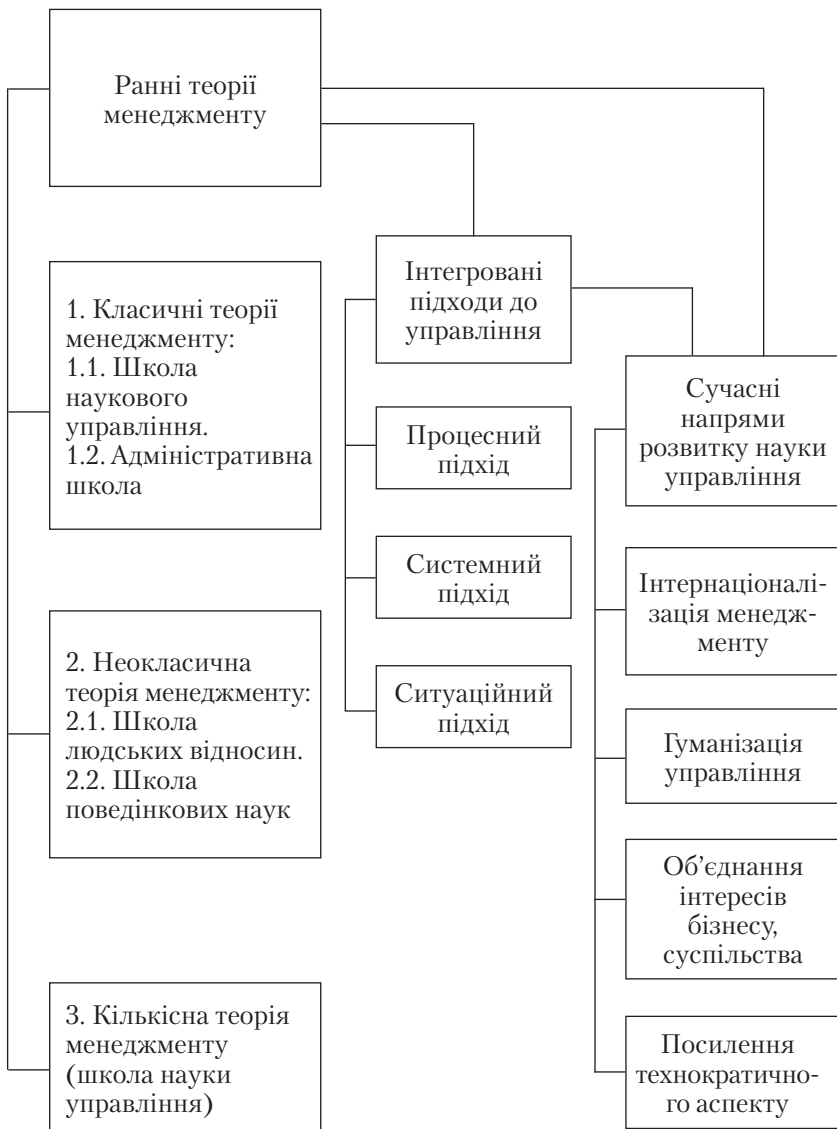 Ранні теорії
менеджменту
1. Класичні теорії
менеджменту:
1.1. Школа
наукового
управління.
1.2. Адміністративна
школа
2. Неокласична
теорія менеджменту:
2.1. Школа
людських відносин.
2.2. Школа
поведінкових наук
3. Кількісна теорія
менеджменту
(школа науки
управління)
Інтегровані
підходи до
управління
Процесний
підхід
Системний
підхід
Ситуаційний
підхід
Сучасні
напрями
розвитку науки
управління
Інтернаціоналі-
зація менедж-
менту
Гуманізація
управління
Об’єднання
інтересів
бізнесу,
суспільства
Посилення
технократично-
го аспекту